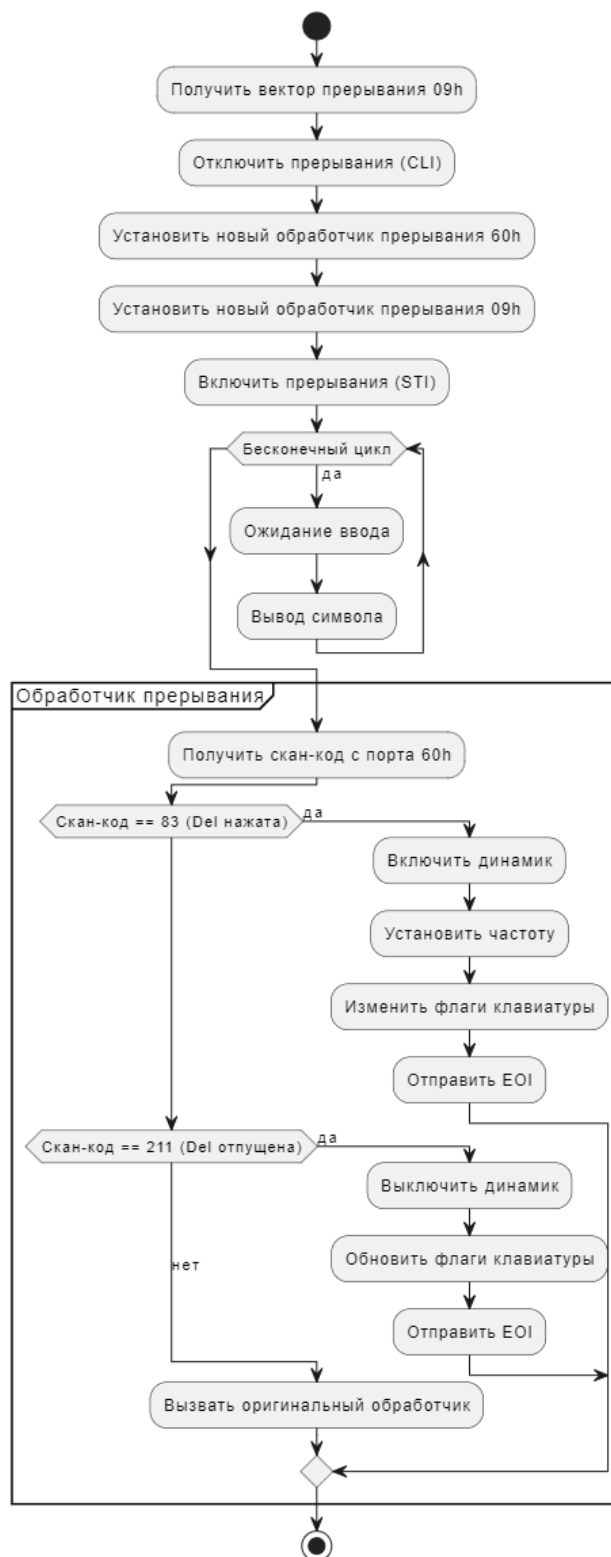 Получить вектор прерывания 09h
Отключить прерывания (CLI)
Установить новый обработчик прерывания 60h
Установить новый обработчик прерывания 09h
Включить прерывания (STI)
Бесконечный цикл
да
Ожидание ввода
Вывод символа
Обработчик прерывания
Получить скан-код с порта 60h
Скан-код == 83 (Del нажата)
да
Включить динамик
Установить частоту
Изменить флаги клавиатуры
Отправить EOI
Скан-код == 211 (Del отпущена)
да
Выключить динамик
Обновить флаги клавиатуры
нет
Отправить EOI
Вызвать оригинальный обработчик